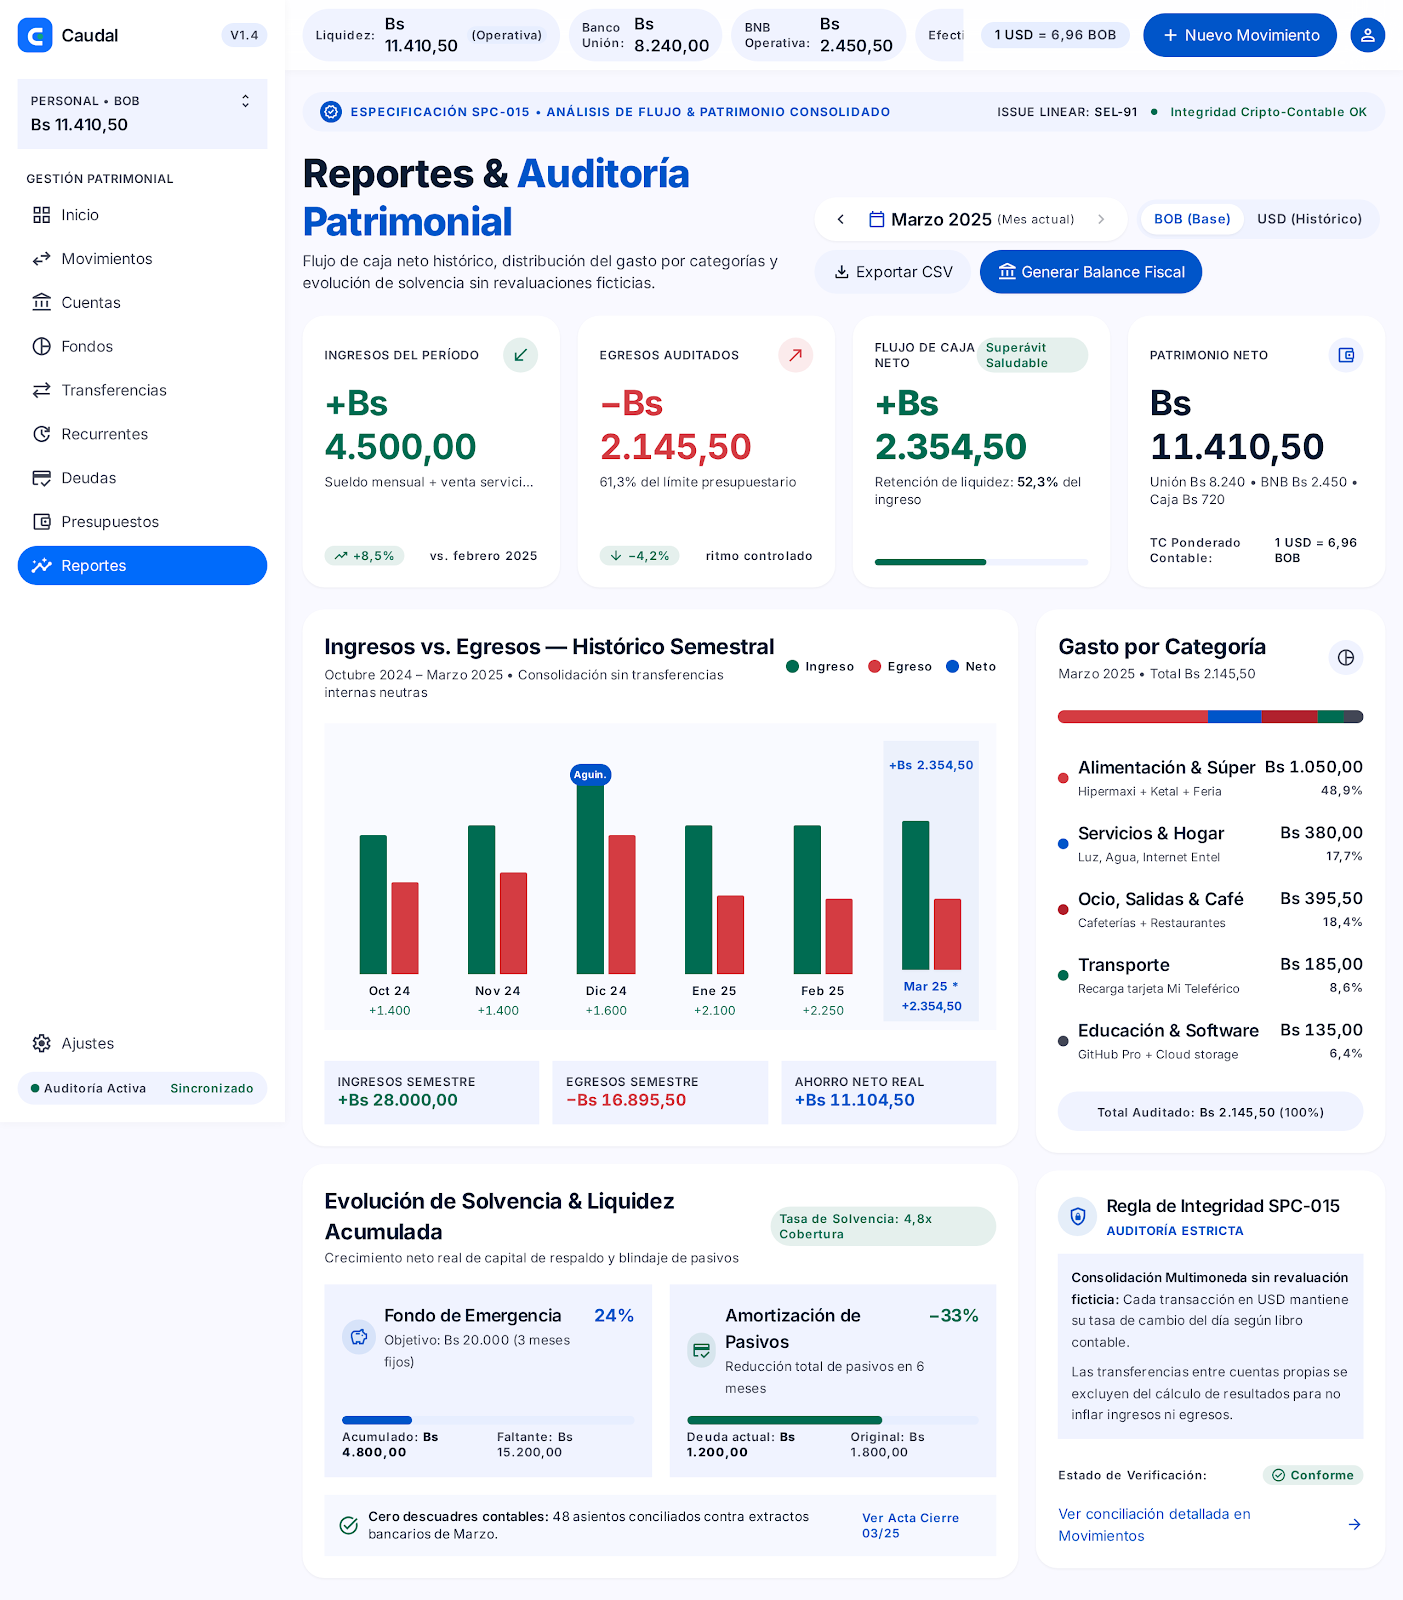 Caudal
V1.4
PERSONAL • BOB
Bs 11.410,50
GESTIÓN PATRIMONIAL
Inicio
Movimientos
Cuentas
Fondos
Transferencias
Recurrentes
Deudas
Presupuestos
Reportes
Ajustes
Auditoría Activa
Sincronizado
Liquidez:
Bs
11.410,50
(Operativa)
Banco
Unión:
Bs
8.240,00
BNB
Operativa:
Bs
2.450,50
Efecti
1 USD = 6,96 BOB
Nuevo Movimiento
ESPECIFICACIÓN SPC-015 • ANÁLISIS DE FLUJO & PATRIMONIO CONSOLIDADO
ISSUE LINEAR: SEL-91
Integridad Cripto-Contable OK
Reportes & Auditoría
Patrimonial
Flujo de caja neto histórico, distribución del gasto por categorías y
evolución de solvencia sin revaluaciones ficticias.
Marzo 2025 (Mes actual)
BOB (Base)
USD (Histórico)
Exportar CSV
Generar Balance Fiscal
INGRESOS DEL PERÍODO
+Bs
4.500,00
Sueldo mensual + venta servici...
+8,5%
vs. febrero 2025
EGRESOS AUDITADOS
−Bs
2.145,50
61,3% del límite presupuestario
−4,2%
ritmo controlado
FLUJO DE CAJA
NETO
Superávit
Saludable
+Bs
2.354,50
Retención de liquidez: 52,3% del
ingreso
PATRIMONIO NETO
Bs
11.410,50
Unión Bs 8.240 • BNB Bs 2.450 •
Caja Bs 720
TC Ponderado
Contable:
1 USD = 6,96
BOB
Ingresos vs. Egresos — Histórico Semestral
Octubre 2024 – Marzo 2025 • Consolidación sin transferencias
internas neutras
Ingreso
Egreso
Neto
Aguin.
+Bs 2.354,50
Oct 24
+1.400
Nov 24
+1.400
Dic 24
+1.600
Ene 25
+2.100
Feb 25
+2.250
Mar 25 *
+2.354,50
INGRESOS SEMESTRE
+Bs 28.000,00
EGRESOS SEMESTRE
−Bs 16.895,50
AHORRO NETO REAL
+Bs 11.104,50
Gasto por Categoría
Marzo 2025 • Total Bs 2.145,50
Alimentación & Súper
Bs 1.050,00
Hipermaxi + Ketal + Feria
48,9%
Servicios & Hogar
Bs 380,00
Luz, Agua, Internet Entel
17,7%
Ocio, Salidas & Café
Bs 395,50
Cafeterías + Restaurantes
18,4%
Transporte
Bs 185,00
Recarga tarjeta Mi Teleférico
8,6%
Educación & Software
Bs 135,00
GitHub Pro + Cloud storage
6,4%
Total Auditado: Bs 2.145,50 (100%)
Evolución de Solvencia & Liquidez
Acumulada
Crecimiento neto real de capital de respaldo y blindaje de pasivos
Tasa de Solvencia: 4,8x
Cobertura
Fondo de Emergencia
24%
Objetivo: Bs 20.000 (3 meses
fijos)
Acumulado: Bs
4.800,00
Faltante: Bs
15.200,00
Amortización de
Pasivos
−33%
Reducción total de pasivos en 6
meses
Deuda actual: Bs
1.200,00
Original: Bs
1.800,00
Cero descuadres contables: 48 asientos conciliados contra extractos
bancarios de Marzo.
Ver Acta Cierre
03/25
Regla de Integridad SPC-015
AUDITORÍA ESTRICTA
Consolidación Multimoneda sin revaluación
ficticia: Cada transacción en USD mantiene
su tasa de cambio del día según libro
contable.
Las transferencias entre cuentas propias se
excluyen del cálculo de resultados para no
inflar ingresos ni egresos.
Estado de Verificación:
Conforme
Ver conciliación detallada en
Movimientos